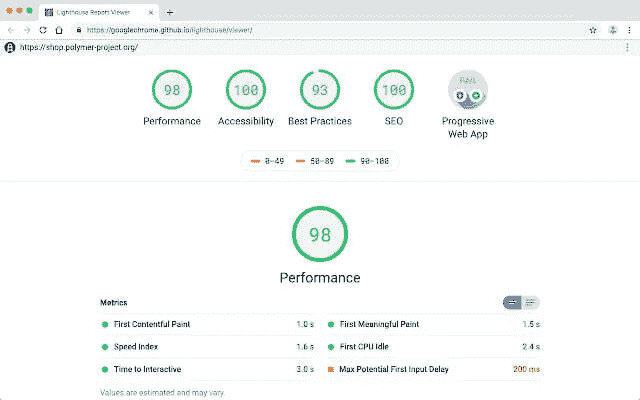 Lighthouse Report Viewer
https://googlechrome.github.io/lighthouse/viewer/
https://shop.polymer-project.org/
98 100 93 100 PWA
Performance Accessibility Best Practices SEO Progressive
Web App
0–49 50–89 90–100
98
Performance
Metrics
First Contentful Paint 1.0 s First Meaningful Paint 1.5 s
Speed Index 1.6 s First CPU Idle 2.4 s
Time to Interactive 3.0 s Max Potential First Input Delay 200 ms
Values are estimated and may vary.